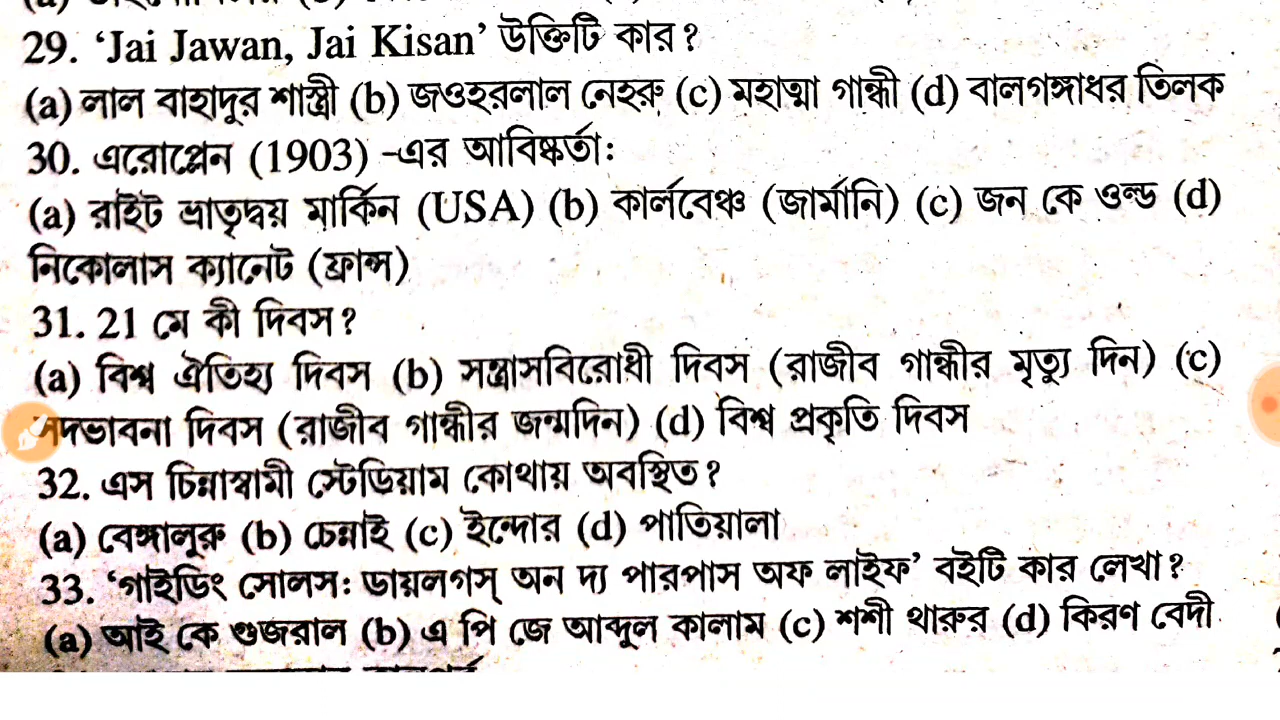 29. ‘Jai Jawan, Jai Kisan’ উক্তিটি কার?
(a) লাল বাহাদুর শাস্ত্রী (b) জওহরলাল নেহরু (c) মহাত্মা গান্ধী (d) বালগঙ্গাধর তিলক
30. এরোপ্লেন (1903) -এর আবিষ্কর্তা:
(a) রাইট ভ্রাতৃদ্বয় মার্কিন (USA) (b) কার্লবেঞ্চ (জার্মানি) (c) জন কে ওল্ড (d)
নিকোলাস ক্যানেট (ফ্রান্স)
31. 21 মে কী দিবস?
(a) বিশ্ব ঐতিহ্য দিবস (b) সন্ত্রাসবিরোধী দিবস (রাজীব গান্ধীর মৃত্যু দিন) (c)
সদভাবনা দিবস (রাজীব গান্ধীর জন্মদিন) (d) বিশ্ব প্রকৃতি দিবস
32. এস চিন্নাস্বামী স্টেডিয়াম কোথায় অবস্থিত?
(a) বেঙ্গালুরু (b) চেন্নাই (c) ইন্দোর (d) পাতিয়ালা
33. ‘গাইডিং সোলস: ডায়লগস্ অন দ্য পারপাস অফ লাইফ’ বইটি কার লেখা?
(a) আই কে গুজরাল (b) এ পি জে আব্দুল কালাম (c) শশী থারুর (d) কিরণ বেদী